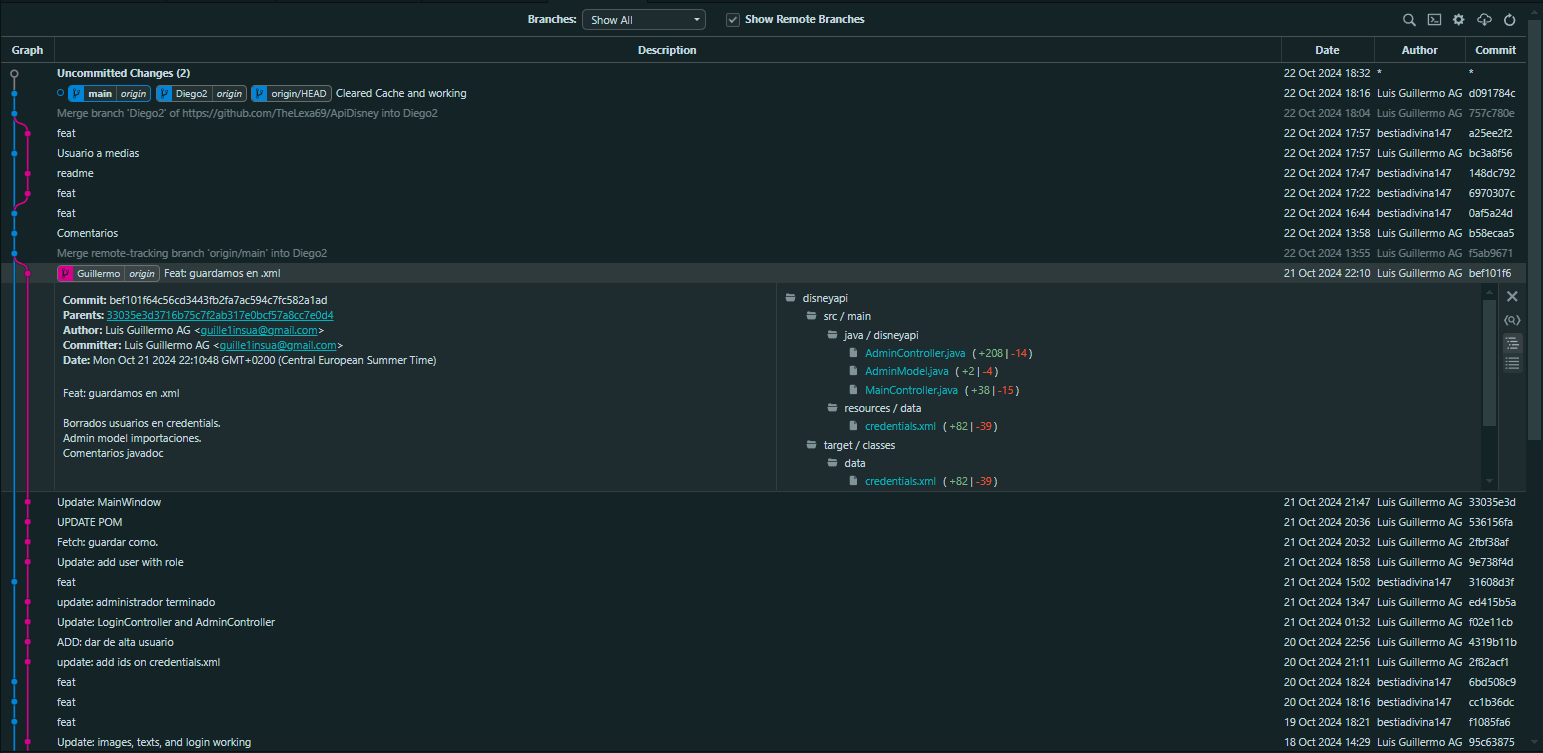 Branches: Show All Show Remote Branches
Graph Description Date Author Commit
Uncommitted Changes (2) 22 Oct 2024 18:32 * *
main origin Diego2 origin origin/HEAD Cleared Cache and working 22 Oct 2024 18:16 Luis Guillermo AG d091784c
Merge branch 'Diego2' of https://github.com/TheLexa69/ApiDisney into Diego2 22 Oct 2024 18:04 Luis Guillermo AG 757c780e
feat 22 Oct 2024 17:57 bestiadivina147 a25ee2f2
Usuario a medias 22 Oct 2024 17:57 Luis Guillermo AG bc3a8f56
readme 22 Oct 2024 17:47 bestiadivina147 148dc792
feat 22 Oct 2024 17:22 bestiadivina147 6970307c
feat 22 Oct 2024 16:44 bestiadivina147 0af5a24d
Comentarios 22 Oct 2024 13:58 Luis Guillermo AG b58ecaa5
Merge remote-tracking branch 'origin/main' into Diego2 22 Oct 2024 13:55 Luis Guillermo AG f5ab9671
Guillermo origin Feat: guardamos en .xml 21 Oct 2024 22:10 Luis Guillermo AG bef101f6
Commit: bef101f64c56cd3443fb2fa7ac594c7fc582a1ad
Parents: 33035e3d3716b75c7f2ab317e0bcf57a8cc7e0d4
Author: Luis Guillermo AG <guille1insua@gmail.com>
Committer: Luis Guillermo AG <guille1insua@gmail.com>
Date: Mon Oct 21 2024 22:10:48 GMT+0200 (Central European Summer Time)
Feat: guardamos en .xml
Borrados usuarios en credentials.
Admin model importaciones.
Comentarios javadoc
disneyapi
src / main
java / disneyapi
AdminController.java (+208|-14)
AdminModel.java (+2|-4)
MainController.java (+38|-15)
resources / data
credentials.xml (+82|-39)
target / classes
data
credentials.xml (+82|-39)
Update: MainWindow 21 Oct 2024 21:47 Luis Guillermo AG 33035e3d
UPDATE POM 21 Oct 2024 20:36 Luis Guillermo AG 536156fa
Fetch: guardar como. 21 Oct 2024 20:32 Luis Guillermo AG 2fbf38af
Update: add user with role 21 Oct 2024 18:58 Luis Guillermo AG 9e738f4d
feat 21 Oct 2024 15:02 bestiadivina147 31608d3f
update: administrador terminado 21 Oct 2024 13:47 Luis Guillermo AG ed415b5a
Update: LoginController and AdminController 21 Oct 2024 01:32 Luis Guillermo AG f02e11cb
ADD: dar de alta usuario 20 Oct 2024 22:56 Luis Guillermo AG 4319b11b
update: add ids on credentials.xml 20 Oct 2024 21:11 Luis Guillermo AG 2f82acf1
feat 20 Oct 2024 18:24 bestiadivina147 6bd508c9
feat 20 Oct 2024 18:16 bestiadivina147 cc1b36dc
feat 19 Oct 2024 18:21 bestiadivina147 f1085fa6
Update: images, texts, and login working 18 Oct 2024 14:29 Luis Guillermo AG 95c63875